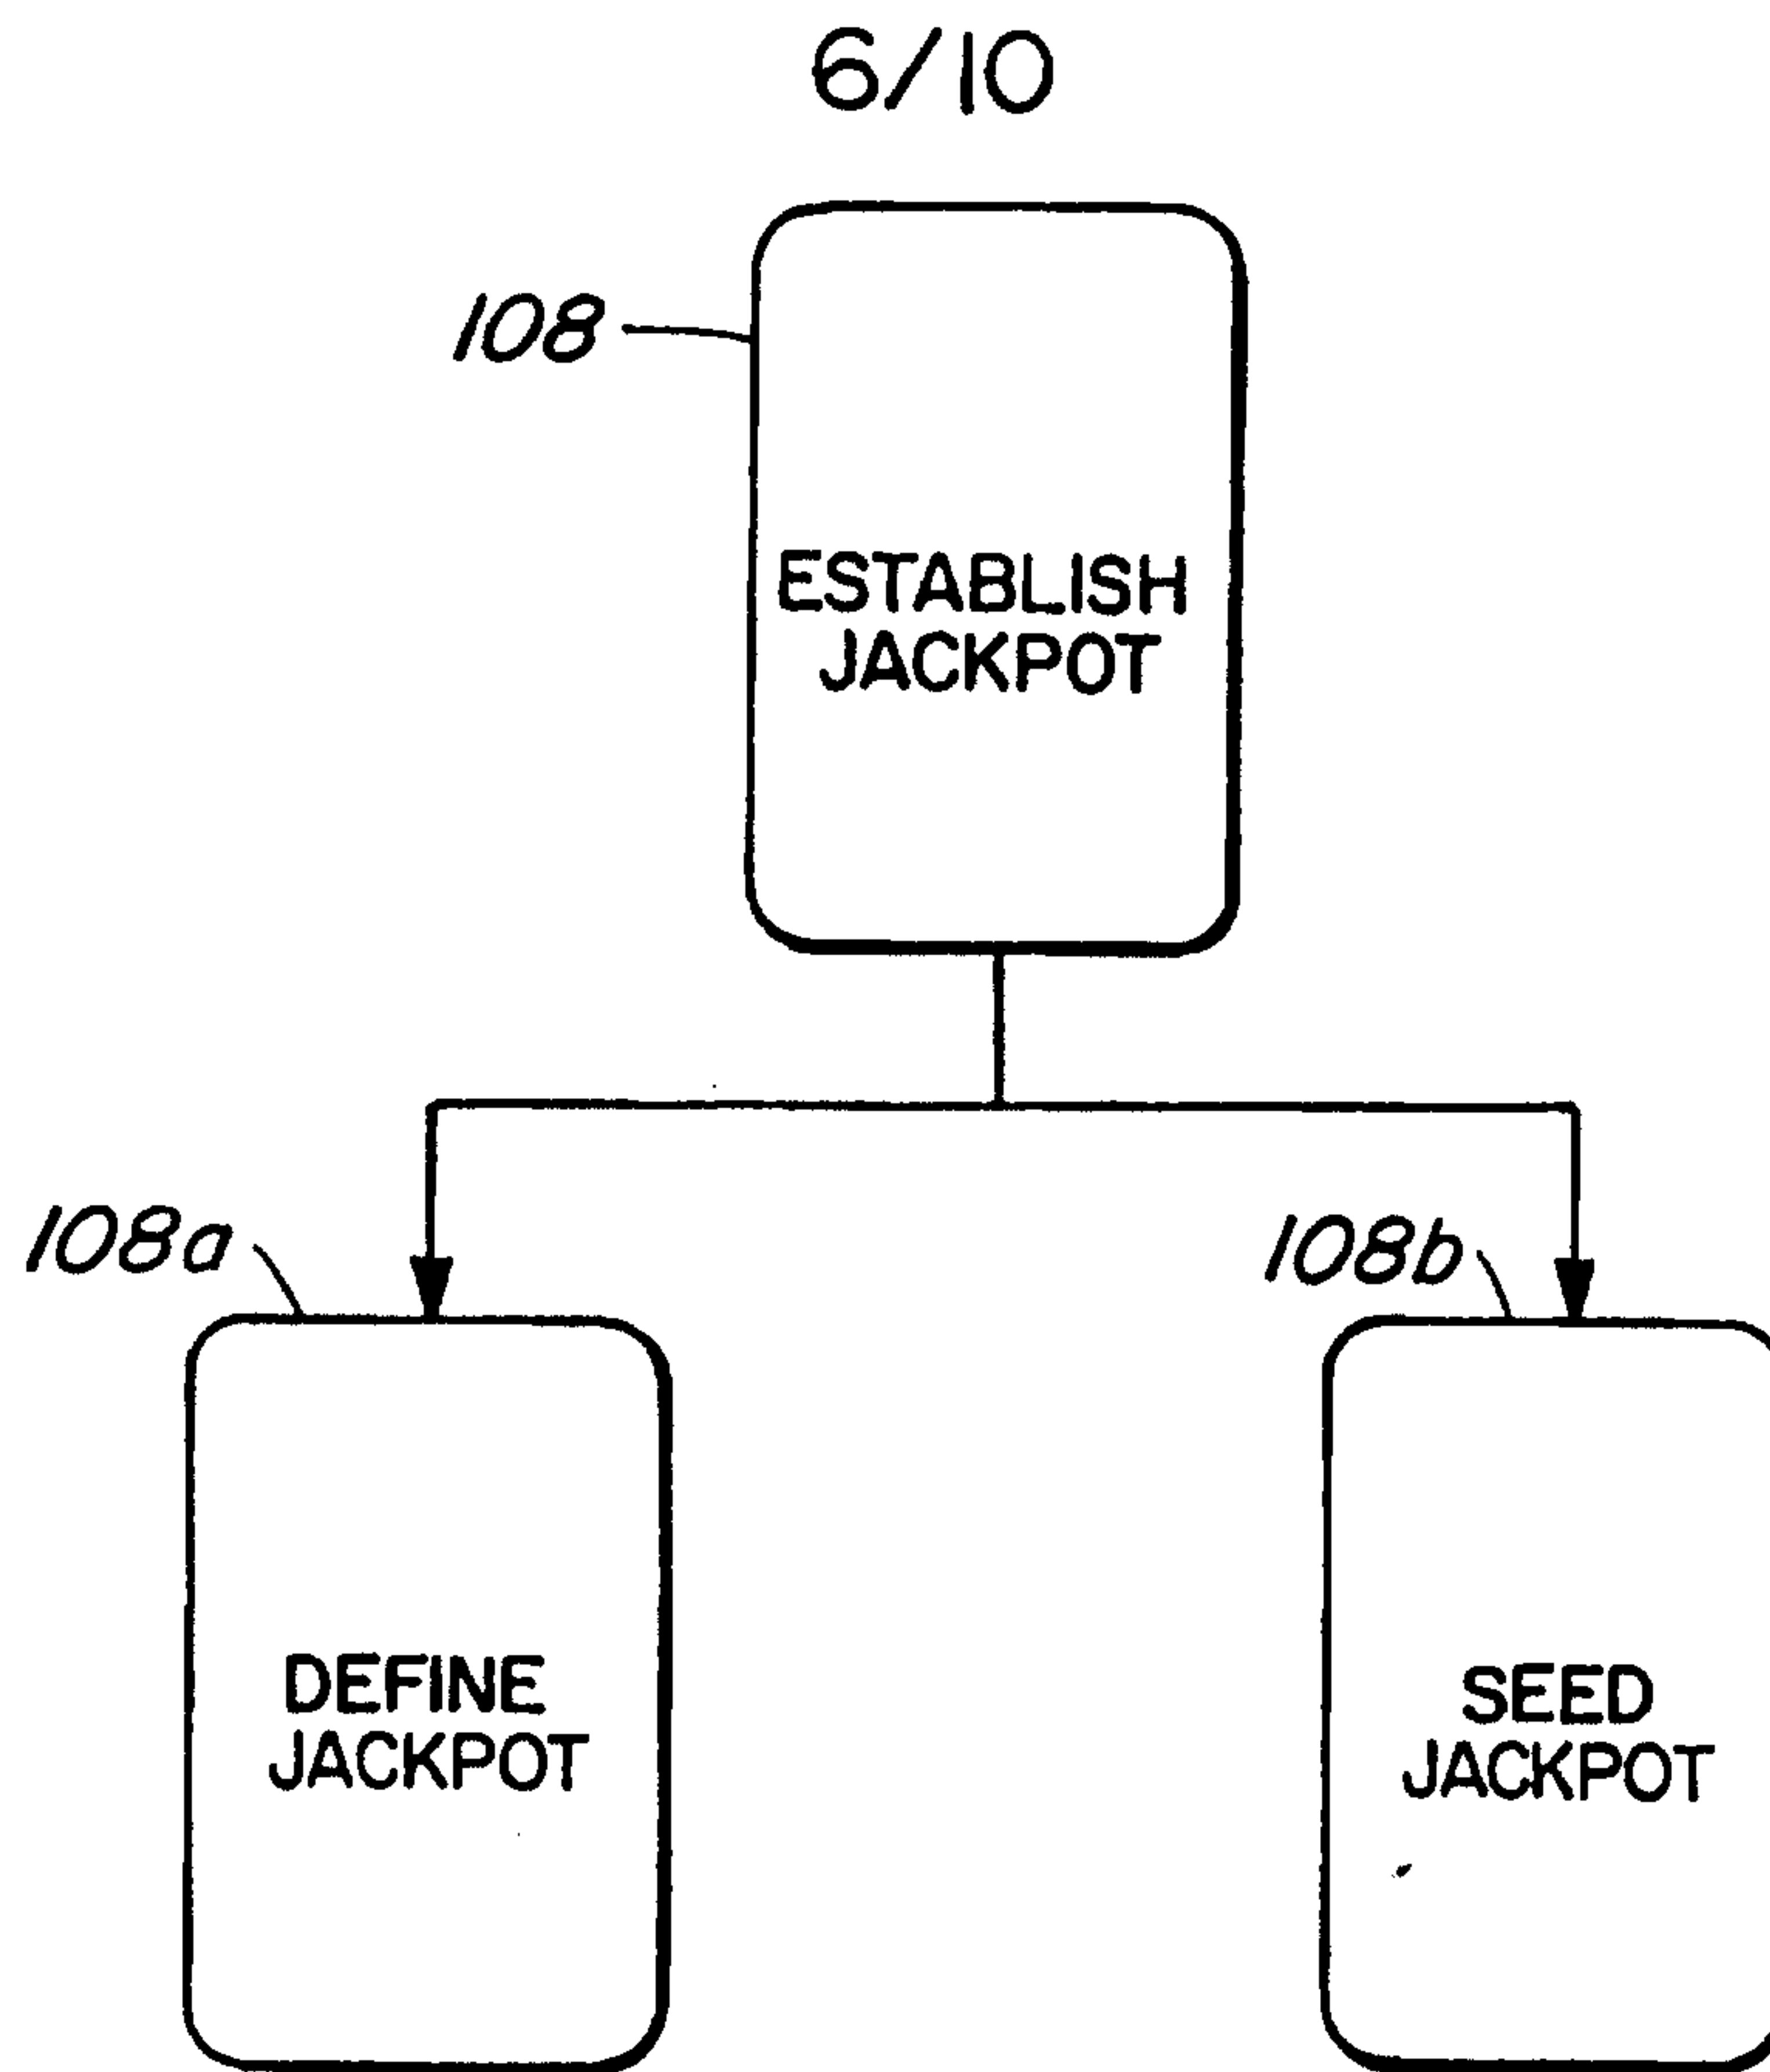 6/10
108
ESTABLISH
JACKPOT
108a
108b
DEFINE
JACKPOT
SEED
JACKPOT